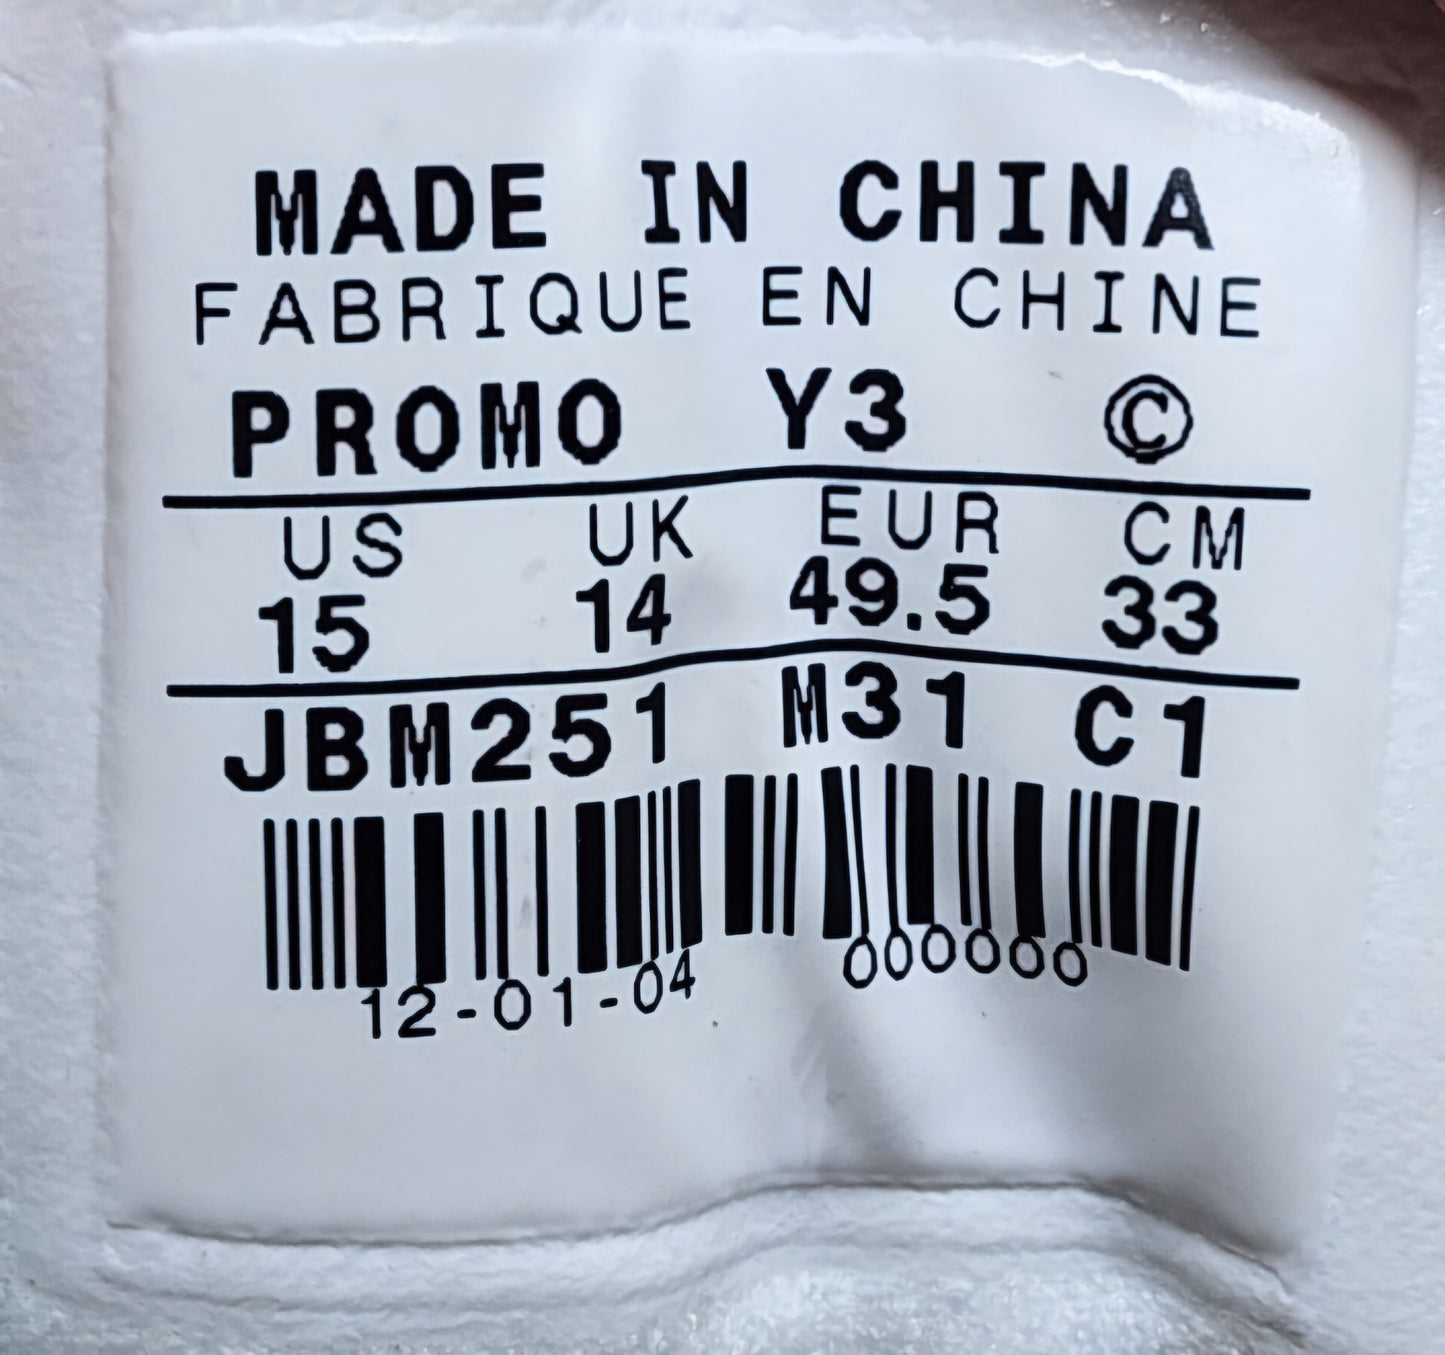 MADE IN CHINA
FABRIQUE EN CHINE
PROMO Y3 ©
US UK EUR CM
15 14 49.5 33
JBM251 M31 C1
12-01-04 000000